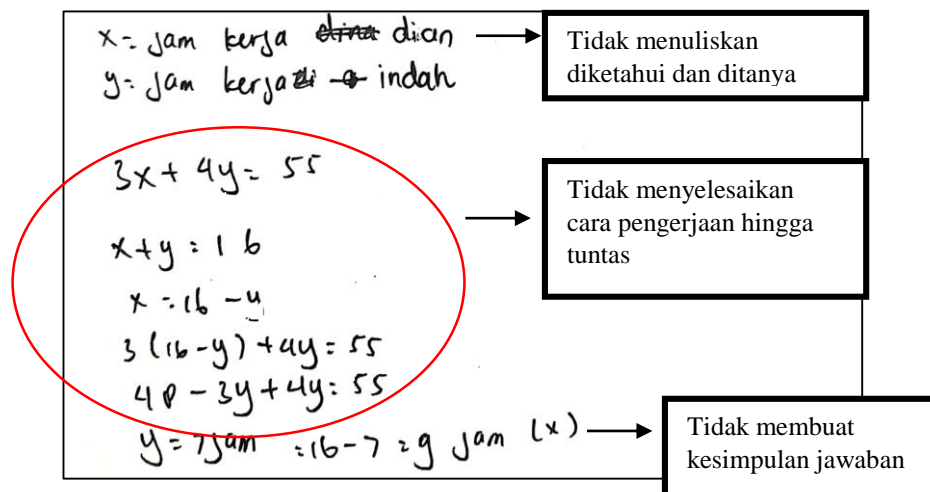 x = jam kerja dian
y = jam kerja indah
Tidak menuliskan
diketahui dan ditanya
3x + 4y = 55
x + y = 16
x = 16 - y
3 (16 - y) + 4y = 55
48 - 3y + 4y = 55
Tidak menyelesaikan
cara pengerjaan hingga
tuntas
y = 7 jam = 16 - 7 = 9 jam (x)
Tidak membuat
kesimpulan jawaban